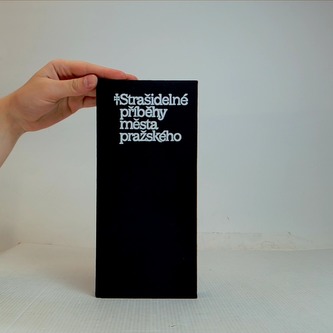 ‡Strašidelné
příběhy
města
pražského